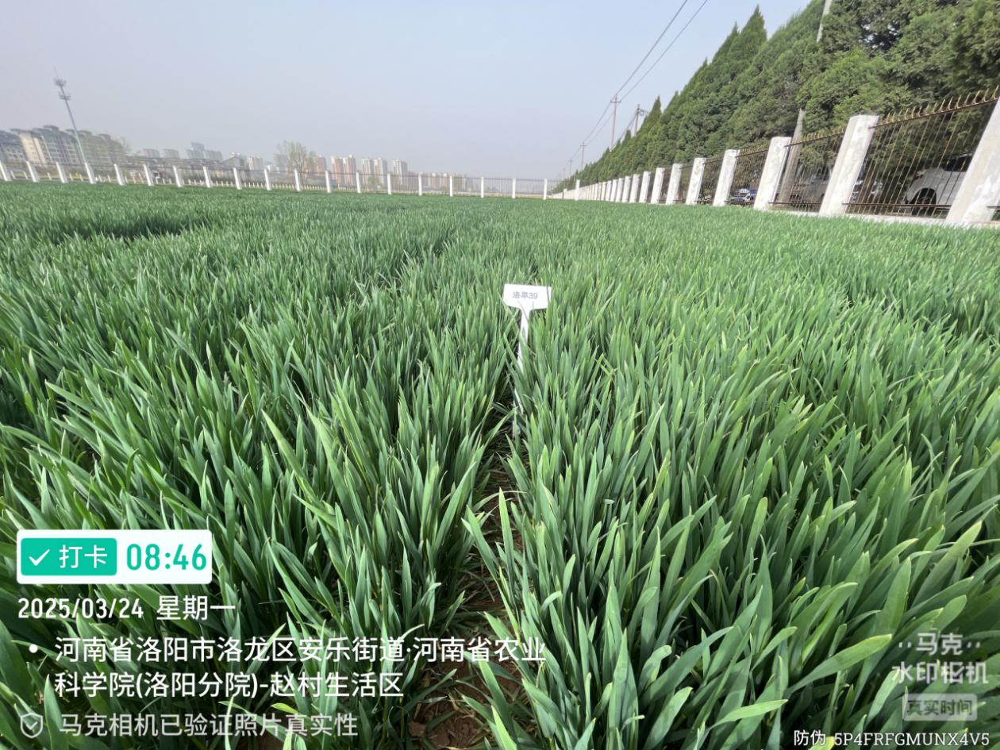 洛旱39
打卡 08:46
2025/03/24 星期一
河南省洛阳市洛龙区安乐街道·河南省农业
科学院(洛阳分院)-赵村生活区
马克相机已验证照片真实性
马克
水印相机
真实时间
防伪 5P4FRFGMUNX4V5